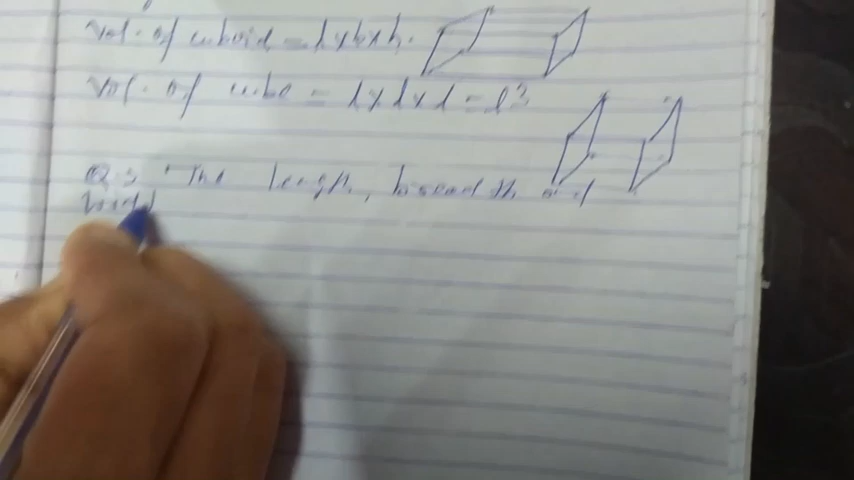 Vol. of cuboid = l x b x h.
Vol. of cube = l x l x l = l3
Q.3 The length, breadth and